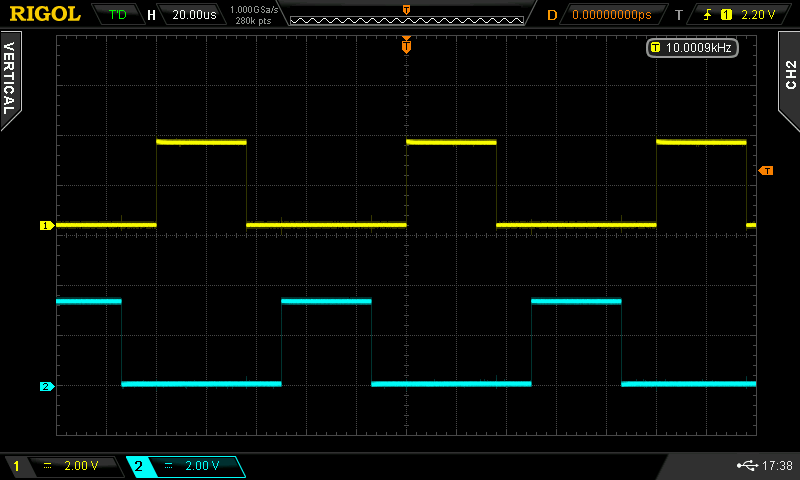 RIGOL T'D H 20.00us 1.000GSa/s 280k pts T D 0.00000000ps T 1 2.20 V
VERTICAL
T
T 10.0009kHz
CH2
T
1
2
1 2.00 V 2 2.00 V 17:38